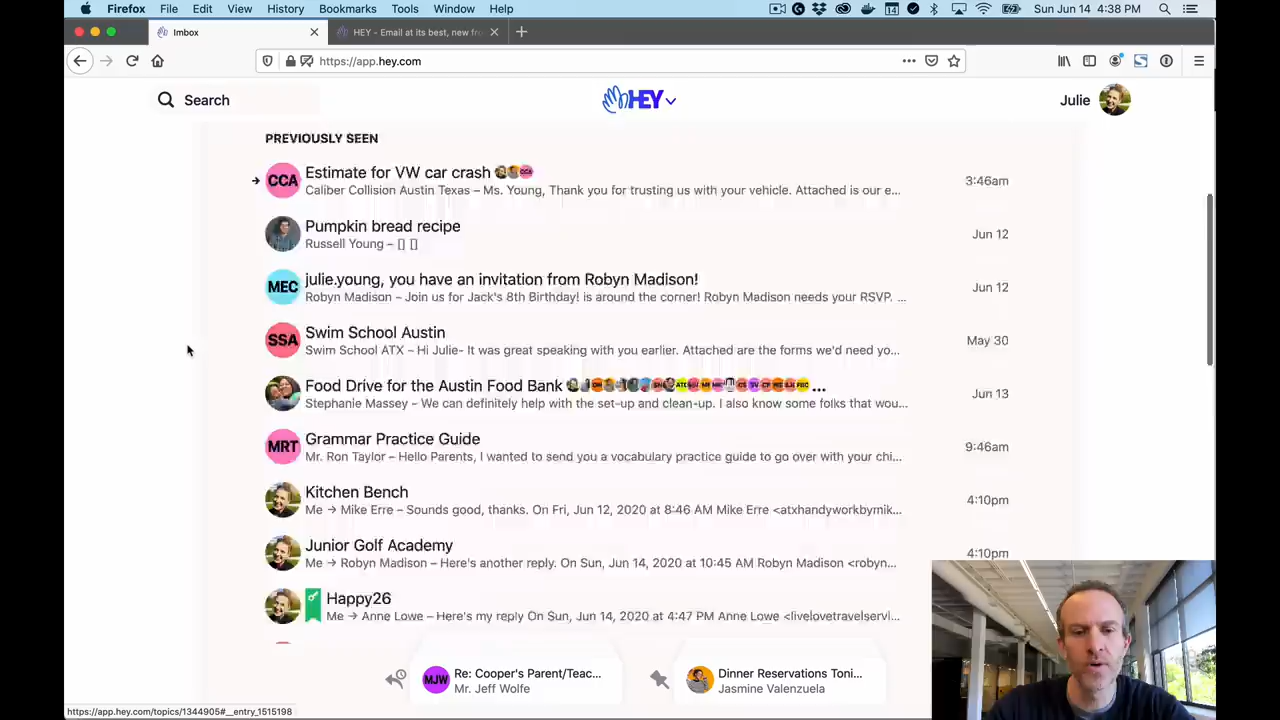 Firefox File Edit View History Bookmarks Tools Window Help 14 Sun Jun 14 4:38 PM
Imbox HEY - Email at its best, new fro
https://app.hey.com
Search HEY Julie
PREVIOUSLY SEEN
CCA Estimate for VW car crash CCA
Caliber Collision Austin Texas – Ms. Young, Thank you for trusting us with your vehicle. Attached is our e... 3:46am
Pumpkin bread recipe
Russell Young – [] [] Jun 12
MEC julie.young, you have an invitation from Robyn Madison!
Robyn Madison – Join us for Jack's 8th Birthday! is around the corner! Robyn Madison needs your RSVP. ... Jun 12
SSA Swim School Austin
Swim School ATX – Hi Julie- It was great speaking with you earlier. Attached are the forms we'd need yo... May 30
Food Drive for the Austin Food Bank ...
Stephanie Massey – We can definitely help with the set-up and clean-up. I also know some folks that wou... Jun 13
MRT Grammar Practice Guide
Mr. Ron Taylor – Hello Parents, I wanted to send you a vocabulary practice guide to go over with your chi... 9:46am
Kitchen Bench
Me → Mike Erre – Sounds good, thanks. On Fri, Jun 12, 2020 at 8:46 AM Mike Erre <atxhandyworkbymik... 4:10pm
Junior Golf Academy
Me → Robyn Madison – Here's another reply. On Sun, Jun 14, 2020 at 10:45 AM Robyn Madison <robyn... 4:10pm
Happy26
Me → Anne Lowe – Here's my reply On Sun, Jun 14, 2020 at 4:47 PM Anne Lowe <livelovetravelservi...
MJW Re: Cooper's Parent/Teac... Dinner Reservations Toni...
Mr. Jeff Wolfe Jasmine Valenzuela
https://app.hey.com/topics/1344905#__entry_1515198